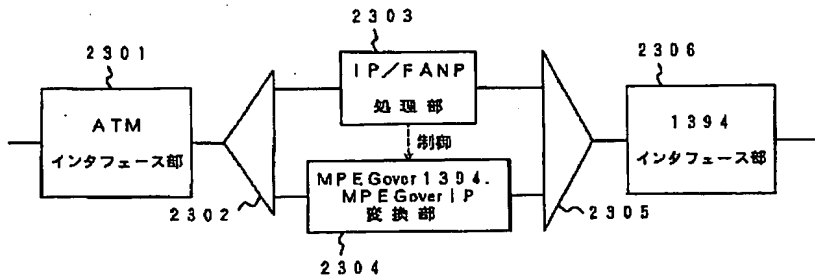 2303
2301
2306
IP/FANP
処理部
ATM
インタフェース部
1394
インタフェース部
制御
MPEGover1394.
MPEGoverIP
変換部
2302
2305
2304